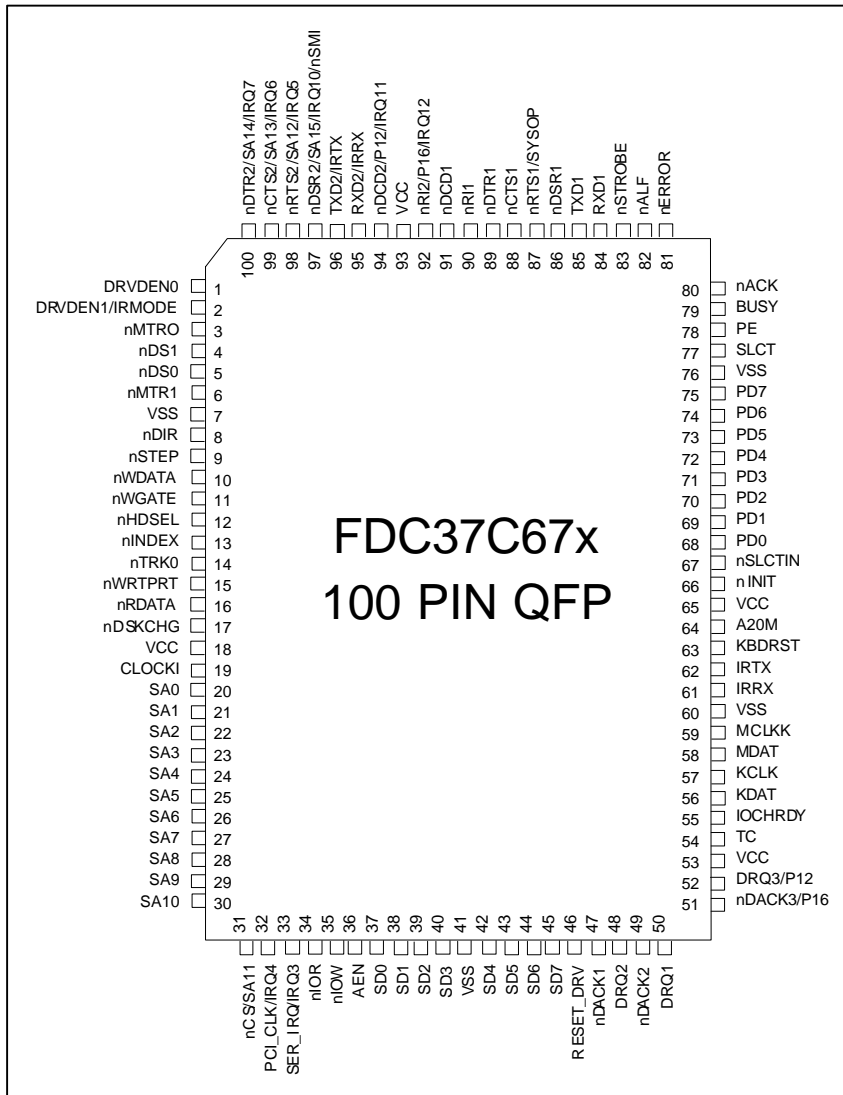 nDTR2/SA14/IRQ7
nCTS2/SA13/IRQ6
nRTS2/SA12/IRQ5
nDSR2/SA15/IRQ10/nSMI
TXD2/IRTX
RXD2/IRRX
nDCD2/P12/IRQ11
VCC
nRI2/P16/IRQ12
nDCD1
nRI1
nDTR1
nCTS1
nRTS1/SYSOP
nDSR1
TXD1
RXD1
nSTROBE
nALF
nERROR
100
99
98
97
96
95
94
93
92
91
90
89
88
87
86
85
84
83
82
81
DRVDEN0 1
DRVDEN1/IRMODE 2
nMTR0 3
nDS1 4
nDS0 5
nMTR1 6
VSS 7
nDIR 8
nSTEP 9
nWDATA 10
nWGATE 11
nHDSEL 12
nINDEX 13
nTRK0 14
nWRTPRT 15
nRDATA 16
nDSKCHG 17
VCC 18
CLOCKI 19
SA0 20
SA1 21
SA2 22
SA3 23
SA4 24
SA5 25
SA6 26
SA7 27
SA8 28
SA9 29
SA10 30
FDC37C67x
100 PIN QFP
80 nACK
79 BUSY
78 PE
77 SLCT
76 VSS
75 PD7
74 PD6
73 PD5
72 PD4
71 PD3
70 PD2
69 PD1
68 PD0
67 nSLCTIN
66 nINIT
65 VCC
64 A20M
63 KBDRST
62 IRTX
61 IRRX
60 VSS
59 MCLKK
58 MDAT
57 KCLK
56 KDAT
55 IOCHRDY
54 TC
53 VCC
52 DRQ3/P12
51 nDACK3/P16
31
32
33
34
35
36
37
38
39
40
41
42
43
44
45
46
47
48
49
50
nCS/SA11
PCI_CLK/IRQ4
SER_IRQ/IRQ3
nIOR
nIOW
AEN
SD0
SD1
SD2
SD3
VSS
SD4
SD5
SD6
SD7
RESET_DRV
nDACK1
DRQ2
nDACK2
DRQ1